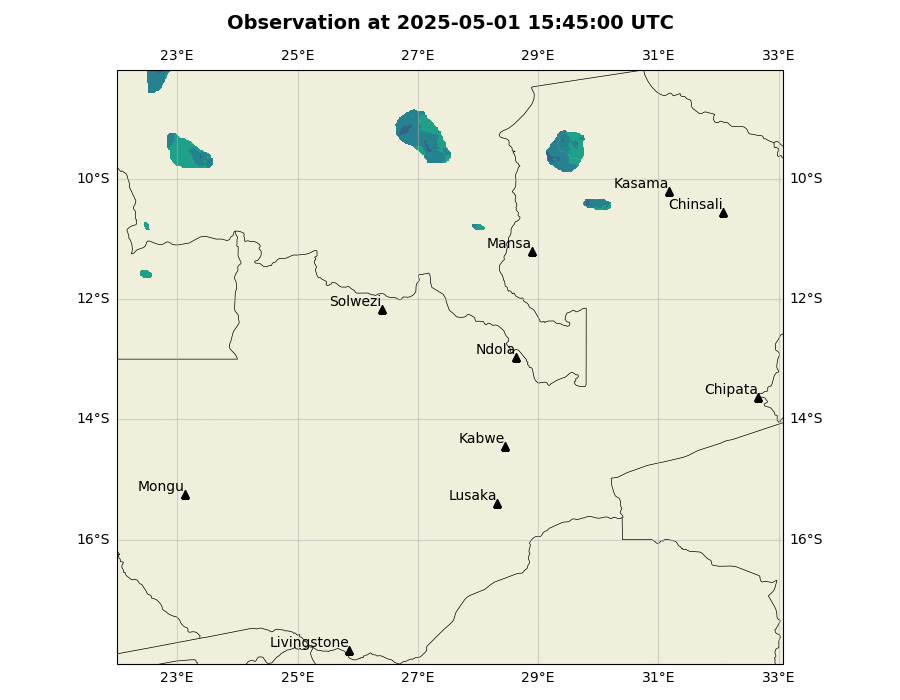 Observation at 2025-05-01 15:45:00 UTC
23°E 25°E 27°E 29°E 31°E 33°E
10°S 10°S
Kasama
Chinsali
Mansa
12°S 12°S
Solwezi
Ndola
Chipata
14°S 14°S
Kabwe
Mongu
Lusaka
16°S 16°S
Livingstone
23°E 25°E 27°E 29°E 31°E 33°E